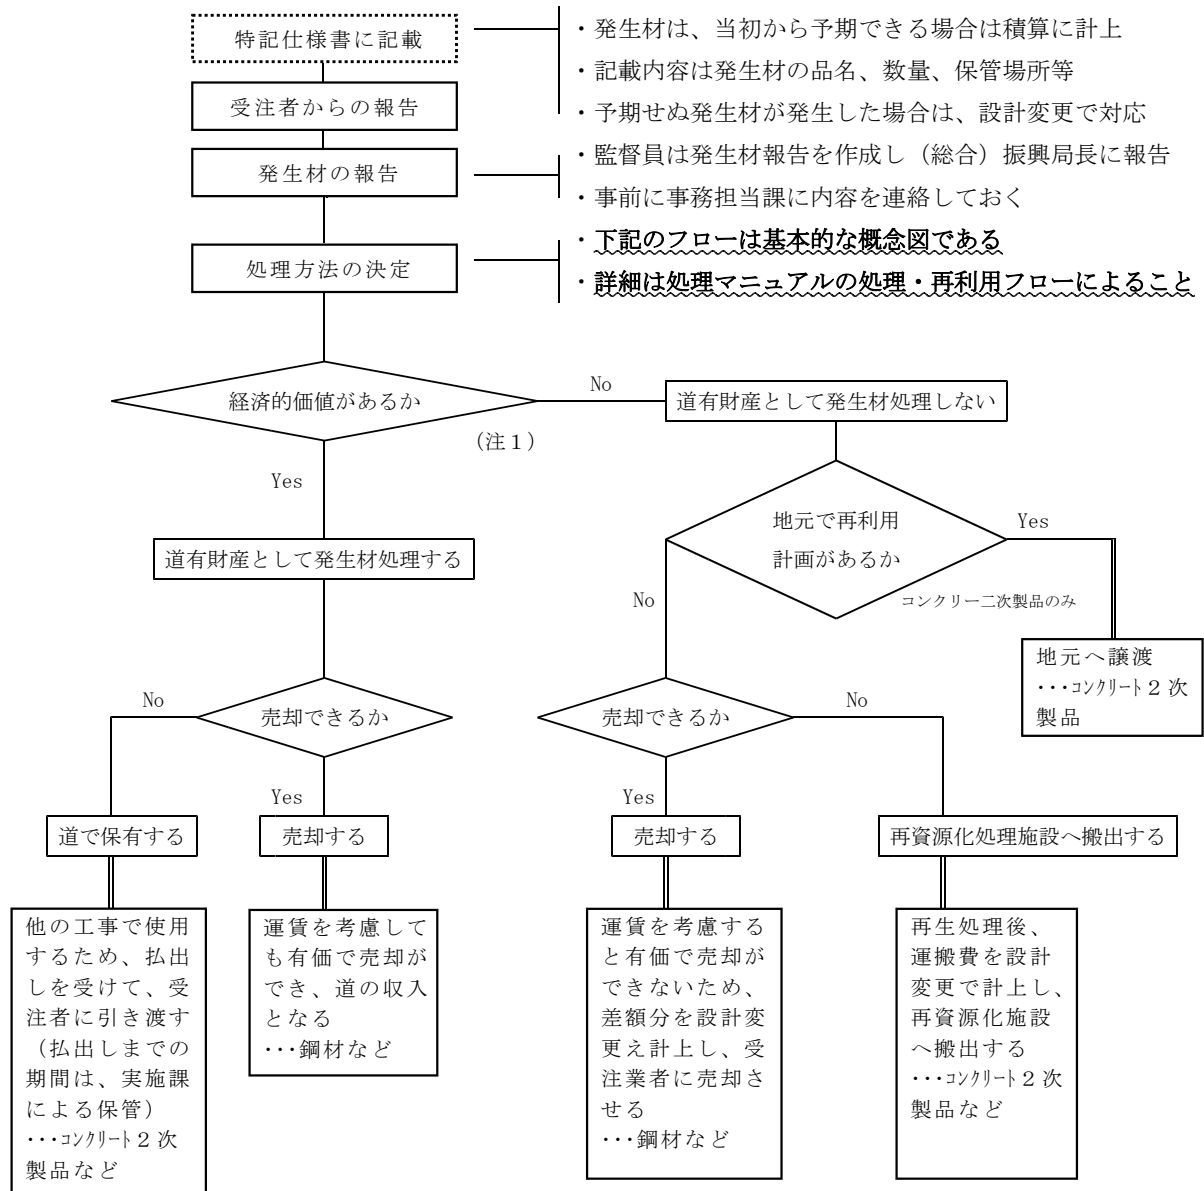 特記仕様書に記載
・発生材は、当初から予期できる場合は積算に計上
・記載内容は発生材の品名、数量、保管場所等
受注者からの報告
・予期せぬ発生材が発生した場合は、設計変更で対応
発生材の報告
・監督員は発生材報告を作成し（総合）振興局長に報告
・事前に事務担当課に内容を連絡しておく
処理方法の決定
・下記のフローは基本的な概念図である
・詳細は処理マニュアルの処理・再利用フローによること
経済的価値があるか
No
道有財産として発生材処理しない
（注１）
Yes
地元で再利用
計画があるか
Yes
道有財産として発生材処理する
No
コンクリー二次製品のみ
地元へ譲渡
･･･ｺﾝｸﾘｰﾄ２次
製品
No
売却できるか
売却できるか
No
Yes
Yes
道で保有する
売却する
売却する
再資源化処理施設へ搬出する
他の工事で使用
するため、払出
しを受けて、受
注者に引き渡す
（払出しまでの
期間は、実施課
による保管）
･･･ｺﾝｸﾘｰﾄ２次
製品など
運賃を考慮して
も有価で売却が
でき、道の収入
となる
･･･鋼材など
運賃を考慮する
と有価で売却が
できないため、
差額分を設計変
更え計上し、受
注業者に売却さ
せる
･･･鋼材など
再生処理後、
運搬費を設計
変更で計上し、
再資源化施設
へ搬出する
･･･ｺﾝｸﾘｰﾄ２次
製品など